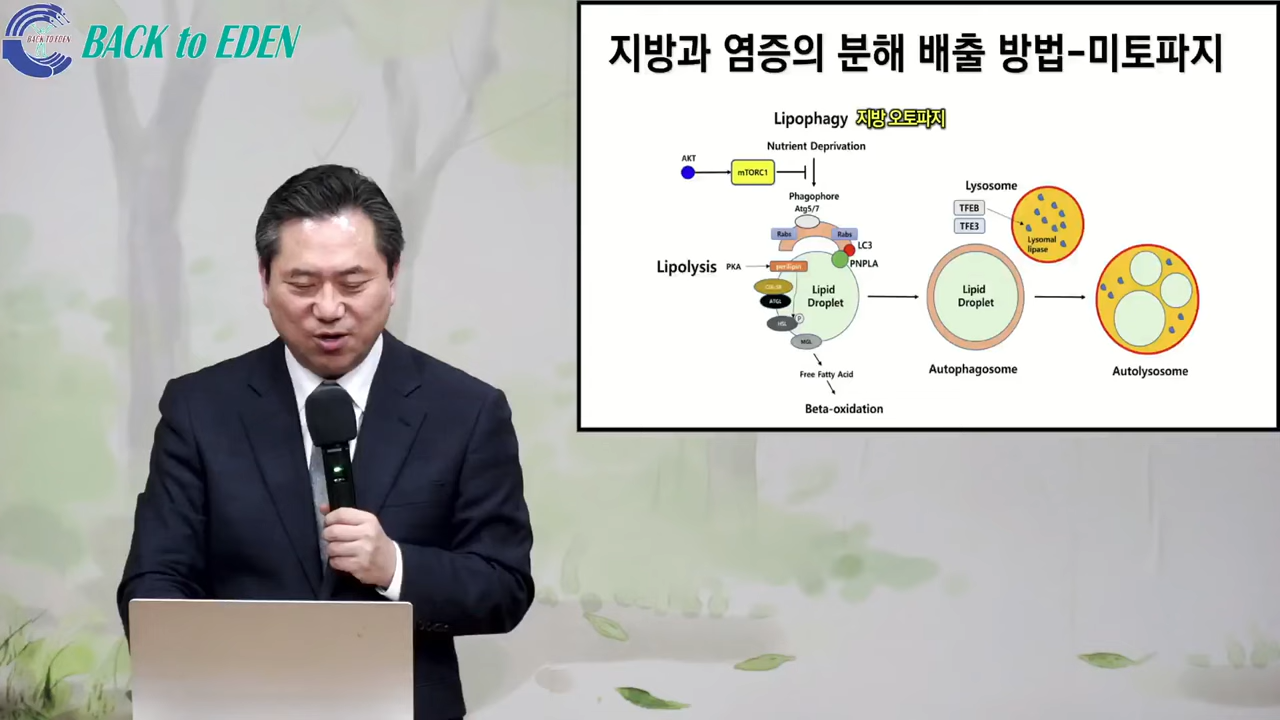 BACK TO EDEN
BACK to EDEN
지방과 염증의 분해 배출 방법-미토파지
Lipophagy 지방 오토파지
Nutrient Deprivation
AKT
mTORC1
Phagophore
Atg5/7
Rabs
Rabs
LC3
PNPLA
Lipolysis
PKA
perilipin
Lipid
Droplet
CGI-58
ATGL
P
HSL
MGL
Free Fatty Acid
Beta-oxidation
Lysosome
TFEB
TFE3
Lysomal
lipase
Lipid
Droplet
Autophagosome
Autolysosome